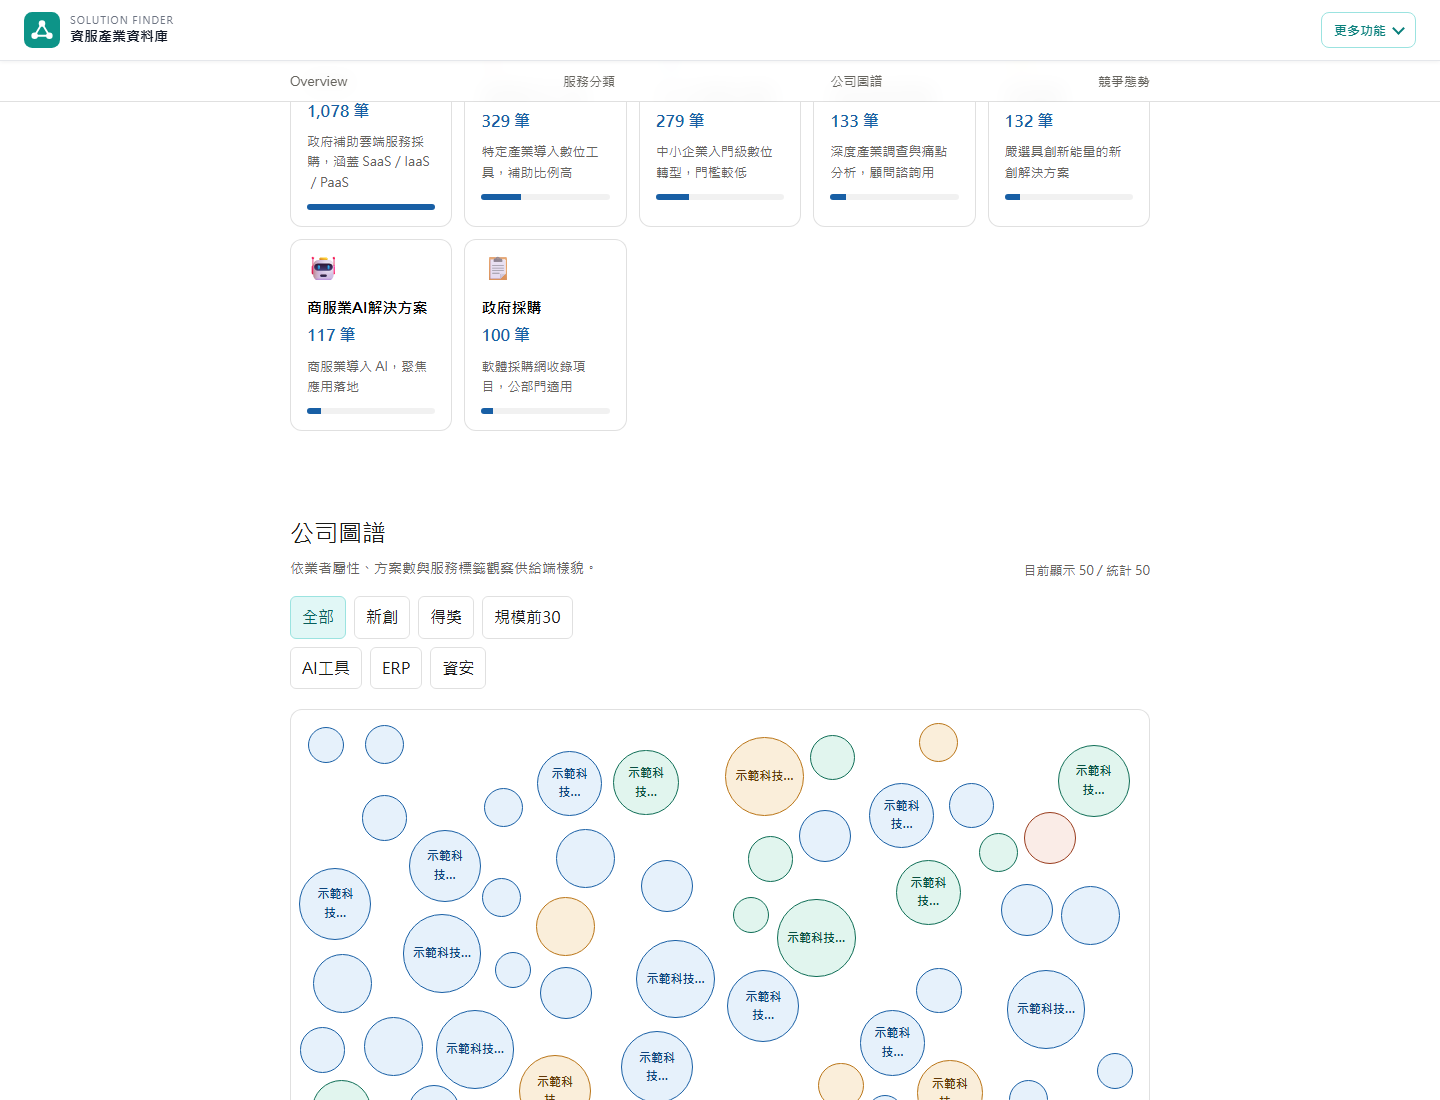 SOLUTION FINDER
資服產業資料庫
更多功能
Overview
服務分類
公司圖譜
競爭態勢
1,078 筆
政府補助雲端服務採
購，涵蓋 SaaS / IaaS
/ PaaS
329 筆
特定產業導入數位工
具，補助比例高
279 筆
中小企業入門級數位
轉型，門檻較低
133 筆
深度產業調查與痛點
分析，顧問諮詢用
132 筆
嚴選具創新能量的新
創解決方案
商服業AI解決方案
117 筆
商服業導入 AI，聚焦
應用落地
政府採購
100 筆
軟體採購網收錄項
目，公部門適用
公司圖譜
依業者屬性、方案數與服務標籤觀察供給端樣貌。
目前顯示 50 / 統計 50
全部
新創
得獎
規模前30
AI工具
ERP
資安
示範科
技...
示範科
技...
示範科技...
示範科
技...
示範科
技...
示範科
技...
示範科
技...
示範科
技...
示範科技...
示範科技...
示範科技...
示範科
技...
示範科技...
示範科技...
示範科
技...
示範科
技...
示範科
技...
示範科
技...